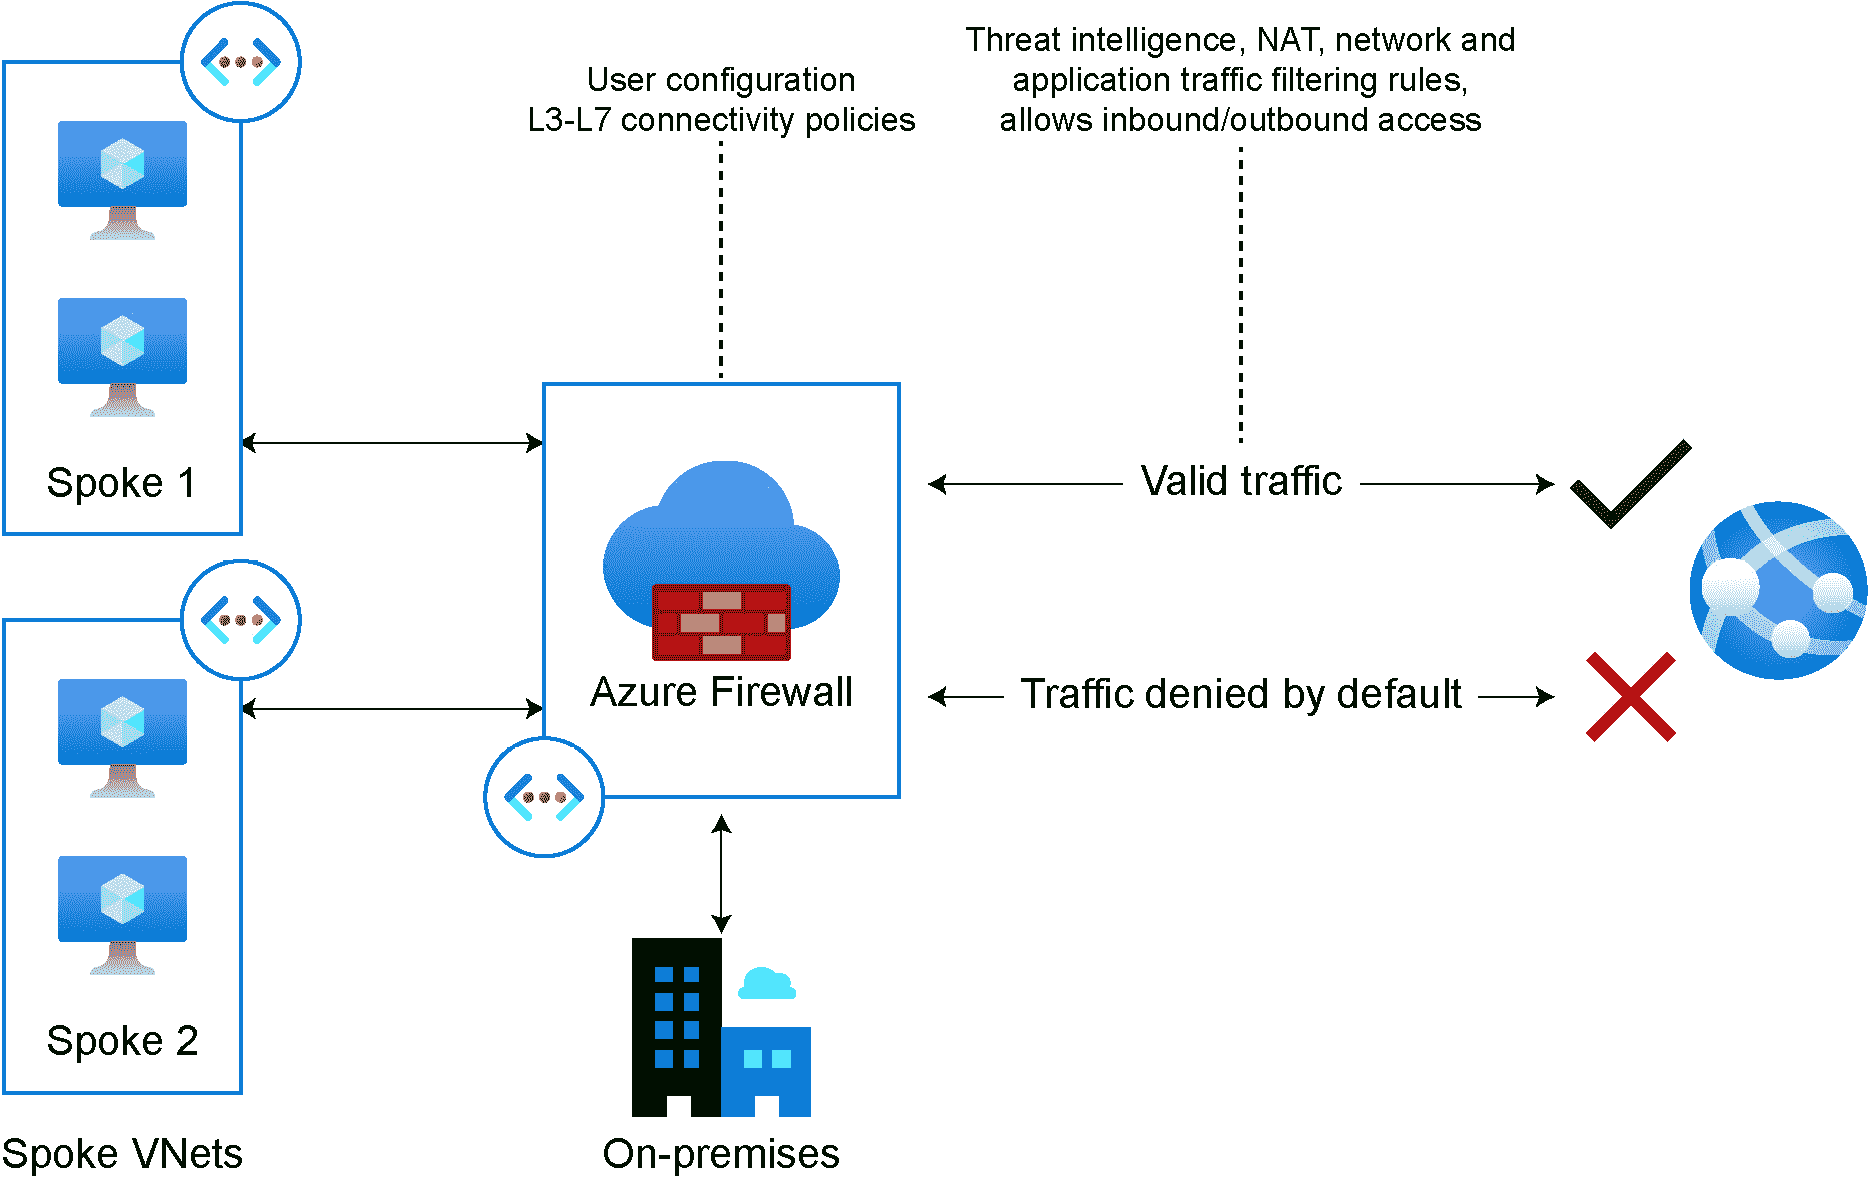 User configuration
L3-L7 connectivity policies
Threat intelligence, NAT, network and
application traffic filtering rules,
allows inbound/outbound access
Spoke 1
Valid traffic
Azure Firewall
Traffic denied by default
Spoke 2
Spoke VNets
On-premises